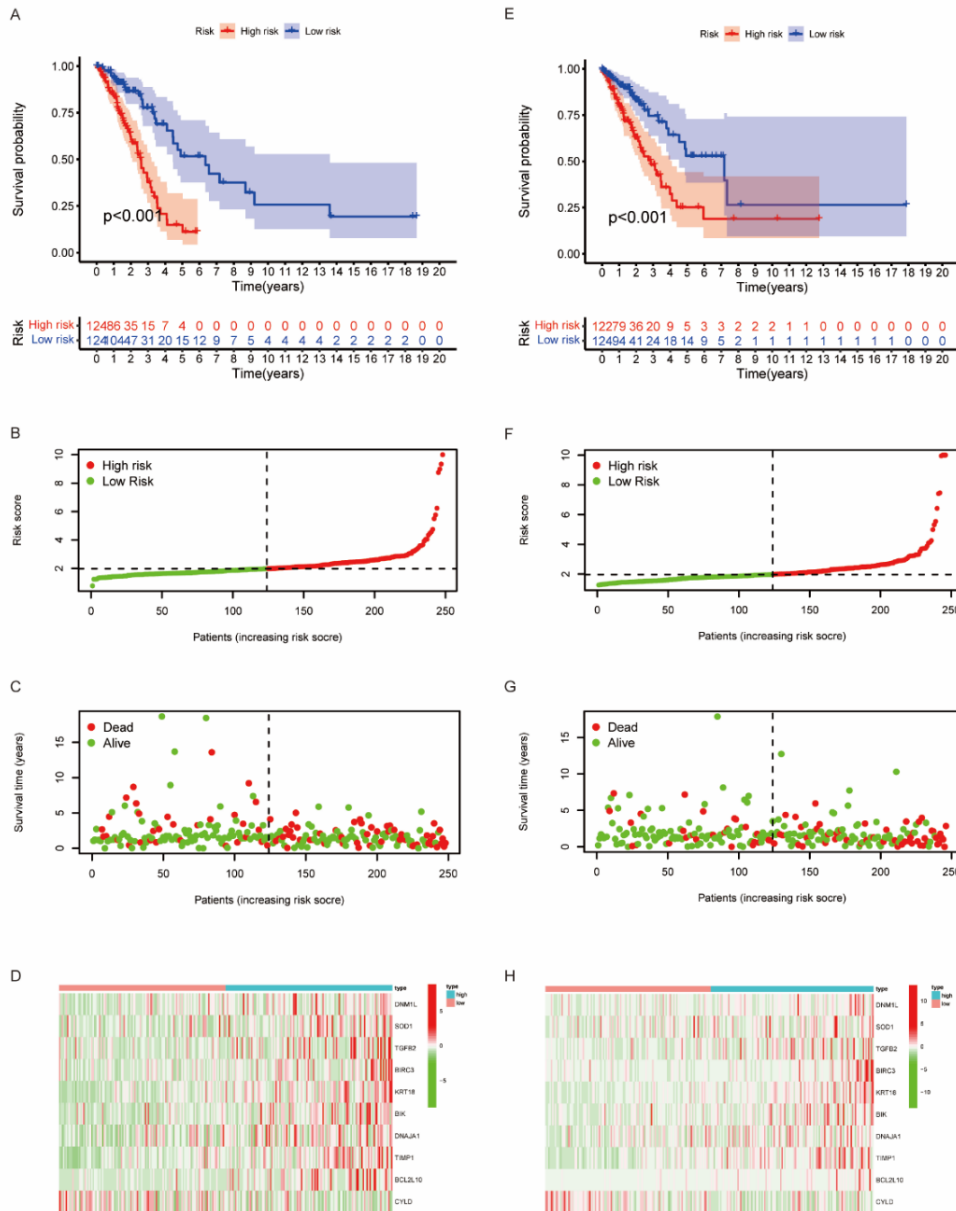 A
Risk High risk Low risk
1.00
0.75
0.50
0.25
0.00
Survival probability
p<0.001
0 1 2 3 4 5 6 7 8 9 10 11 12 13 14 15 16 17 18 19 20
Time(years)
Risk
High risk 124 86 35 15 7 4 0 0 0 0 0 0 0 0 0 0 0 0 0 0 0
Low risk 124 104 47 31 20 15 12 9 7 5 4 4 4 4 2 2 2 2 2 0 0
0 1 2 3 4 5 6 7 8 9 10 11 12 13 14 15 16 17 18 19 20
Time(years)
B
High risk
Low Risk
10
8
6
4
2
Risk score
0 50 100 150 200 250
Patients (increasing risk socre)
C
Dead
Alive
15
10
5
0
Survival time (years)
0 50 100 150 200 250
Patients (increasing risk socre)
D
type
DNM1L
SOD1
TGFB2
BIRC3
KRT18
BIK
DNAJA1
TIMP1
BCL2L10
CYLD
type
high
low
5
0
−5
E
Risk High risk Low risk
1.00
0.75
0.50
0.25
0.00
Survival probability
p<0.001
0 1 2 3 4 5 6 7 8 9 10 11 12 13 14 15 16 17 18 19 20
Time(years)
Risk
High risk 122 79 36 20 9 5 3 3 2 2 2 1 1 0 0 0 0 0 0 0 0
Low risk 124 94 41 24 18 14 9 5 2 1 1 1 1 1 1 1 1 1 0 0 0
0 1 2 3 4 5 6 7 8 9 10 11 12 13 14 15 16 17 18 19 20
Time(years)
F
High risk
Low Risk
10
8
6
4
2
Risk score
0 50 100 150 200 250
Patients (increasing risk socre)
G
Dead
Alive
15
10
5
0
Survival time (years)
0 50 100 150 200 250
Patients (increasing risk socre)
H
type
DNM1L
SOD1
TGFB2
BIRC3
KRT18
BIK
DNAJA1
TIMP1
BCL2L10
CYLD
type
high
low
10
5
0
−5
−10